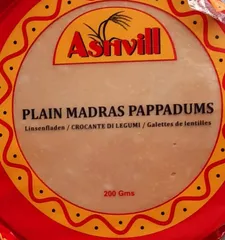 Ashvill
PLAIN MADRAS PAPPADUMS
Linsenfladen / CROCANTE DI LEGUMI / Galettes de lentilles
200 Gms